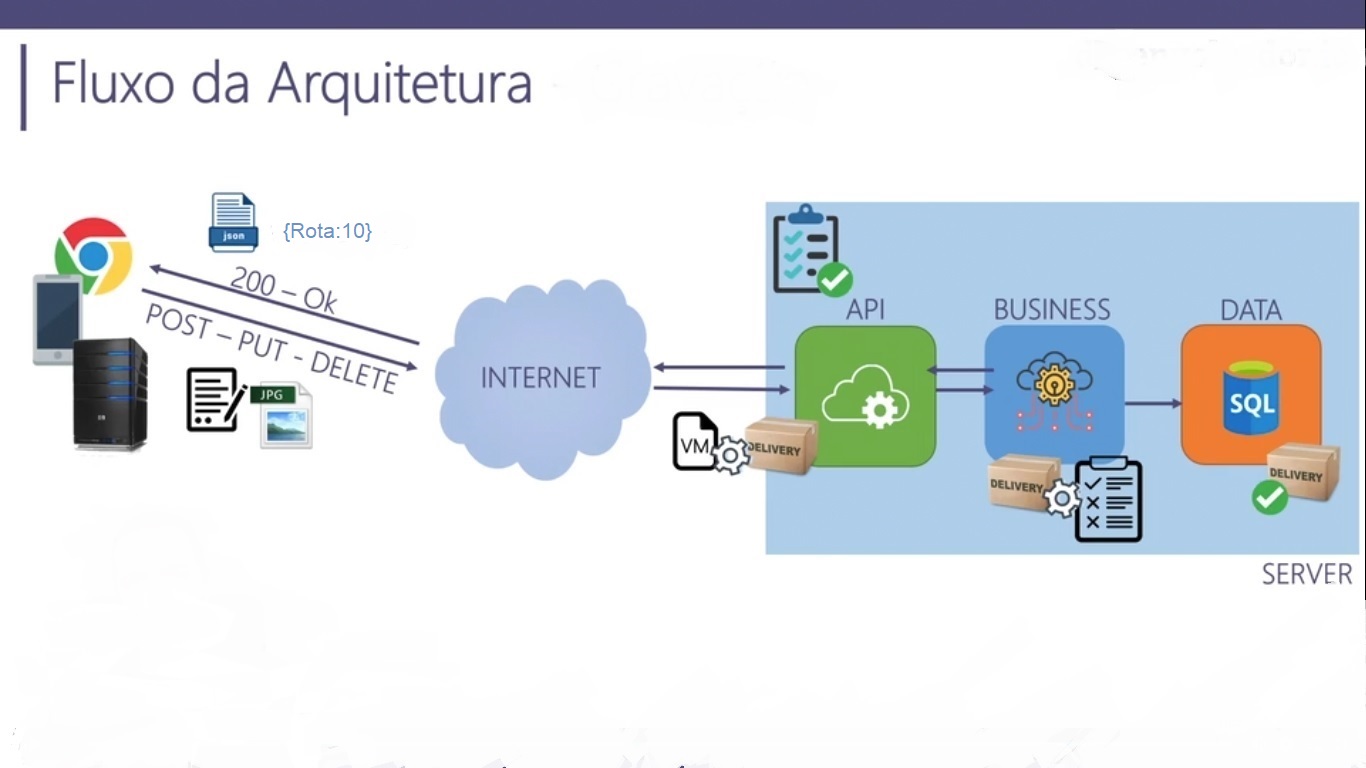 Fluxo da Arquitetura
json
{Rota:10}
200 – Ok
POST – PUT - DELETE
JPG
INTERNET
VM
DELIVERY
API
BUSINESS
DATA
SQL
DELIVERY
DELIVERY
SERVER